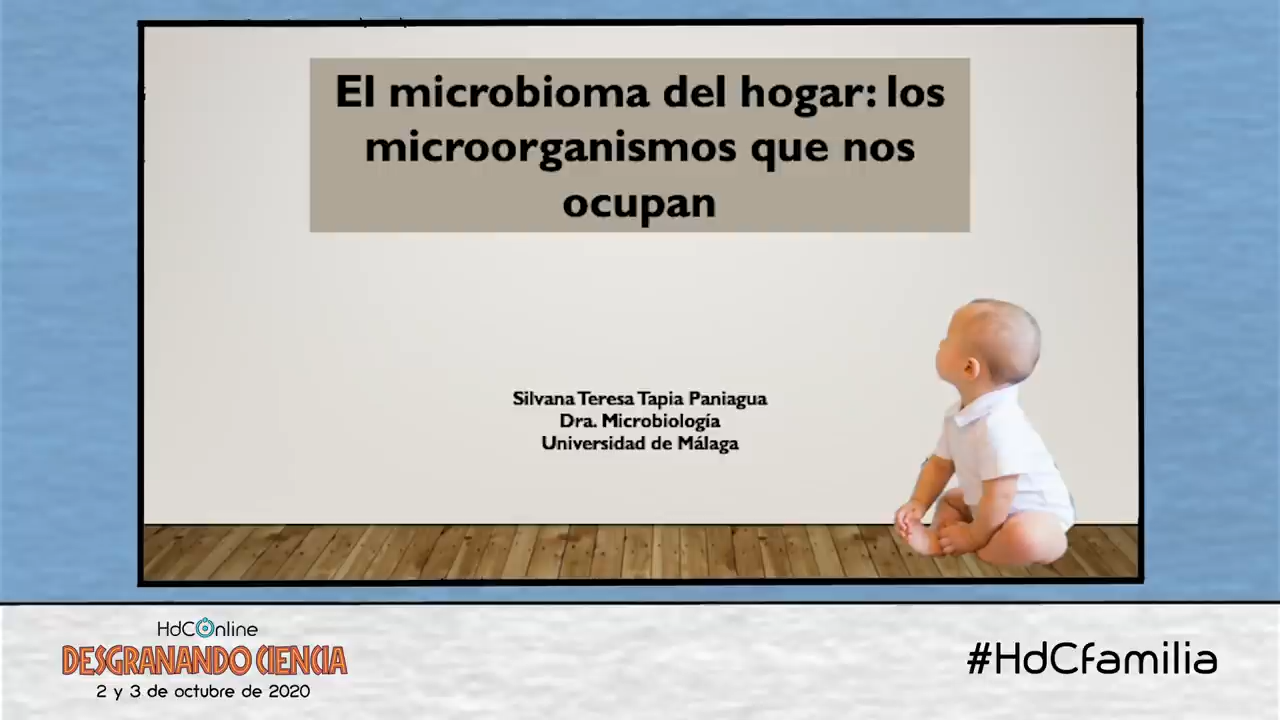 El microbioma del hogar: los
microorganismos que nos
ocupan
Silvana Teresa Tapia Paniagua
Dra. Microbiología
Universidad de Málaga
HdCOnline
DESGRANANDO CIENCIA
2 y 3 de octubre de 2020
#HdCfamilia